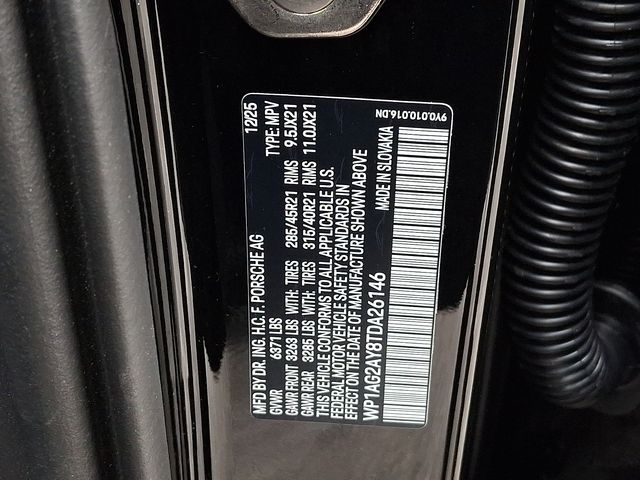 MFD BY DR. ING. H.C. F. PORSCHE AG 12/25
GVWR 6371 LBS TYPE: MPV
GAWR FRONT 3263 LBS WITH: TIRES 285/45R21 RIMS 9.5JX21
GAWR REAR 3285 LBS WITH: TIRES 315/40R21 RIMS 11.0JX21
THIS VEHICLE CONFORMS TO ALL APPLICABLE U.S.
FEDERAL MOTOR VEHICLE SAFETY STANDARDS IN
EFFECT ON THE DATE OF MANUFACTURE SHOWN ABOVE
WP1AG2AY8TDA26146 MADE IN SLOVAKIA
9Y0.010.016.DN